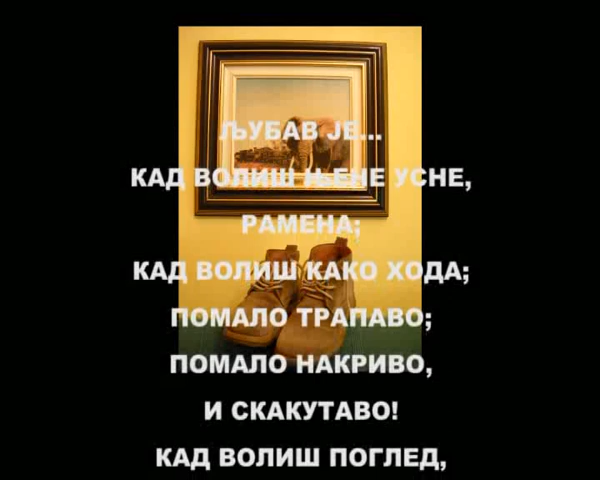 ЉУБАВ ЈЕ...
КАД ВОЛИШ ЊЕНЕ УСНЕ,
РАМЕНА;
КАД ВОЛИШ КАКО ХОДА;
ПОМАЛО ТРАПАВО;
ПОМАЛО НАКРИВО,
И СКАКУТАВО!
КАД ВОЛИШ ПОГЛЕД,